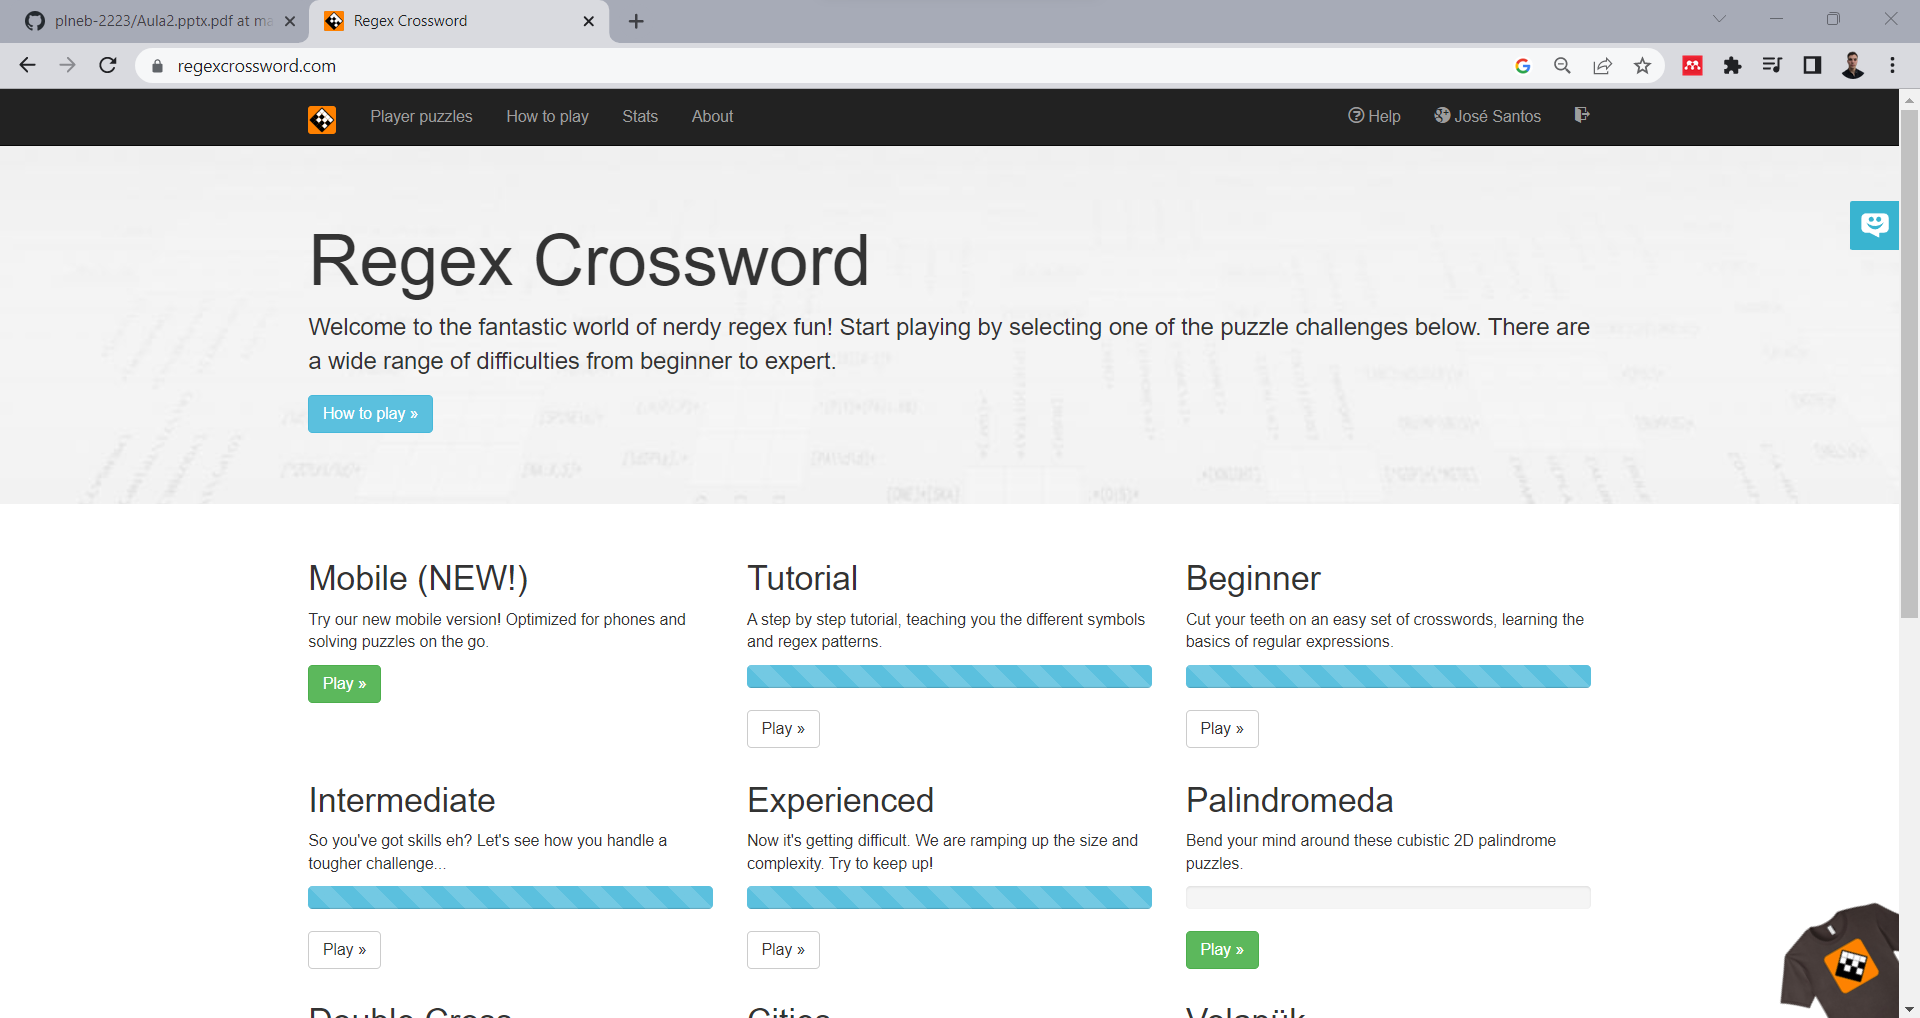 plneb-2223/Aula2.pptx.pdf at ma
Regex Crossword
regexcrossword.com
Player puzzles How to play Stats About Help José Santos
Regex Crossword
Welcome to the fantastic world of nerdy regex fun! Start playing by selecting one of the puzzle challenges below. There are
a wide range of difficulties from beginner to expert.
How to play »
Mobile (NEW!)
Try our new mobile version! Optimized for phones and
solving puzzles on the go.
Play »
Tutorial
A step by step tutorial, teaching you the different symbols
and regex patterns.
Play »
Beginner
Cut your teeth on an easy set of crosswords, learning the
basics of regular expressions.
Play »
Intermediate
So you've got skills eh? Let's see how you handle a
tougher challenge...
Play »
Experienced
Now it's getting difficult. We are ramping up the size and
complexity. Try to keep up!
Play »
Palindromeda
Bend your mind around these cubistic 2D palindrome
puzzles.
Play »
Double Cross
Cities
Volapük